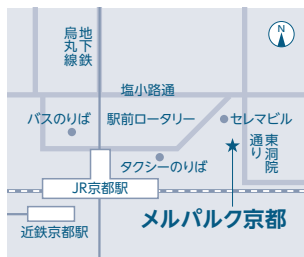 地下鉄
烏丸線
N
塩小路通
バスのりば
駅前ロータリー
セレマビル
東洞院
通り
タクシーのりば
JR京都駅
メルパルク京都
近鉄京都駅